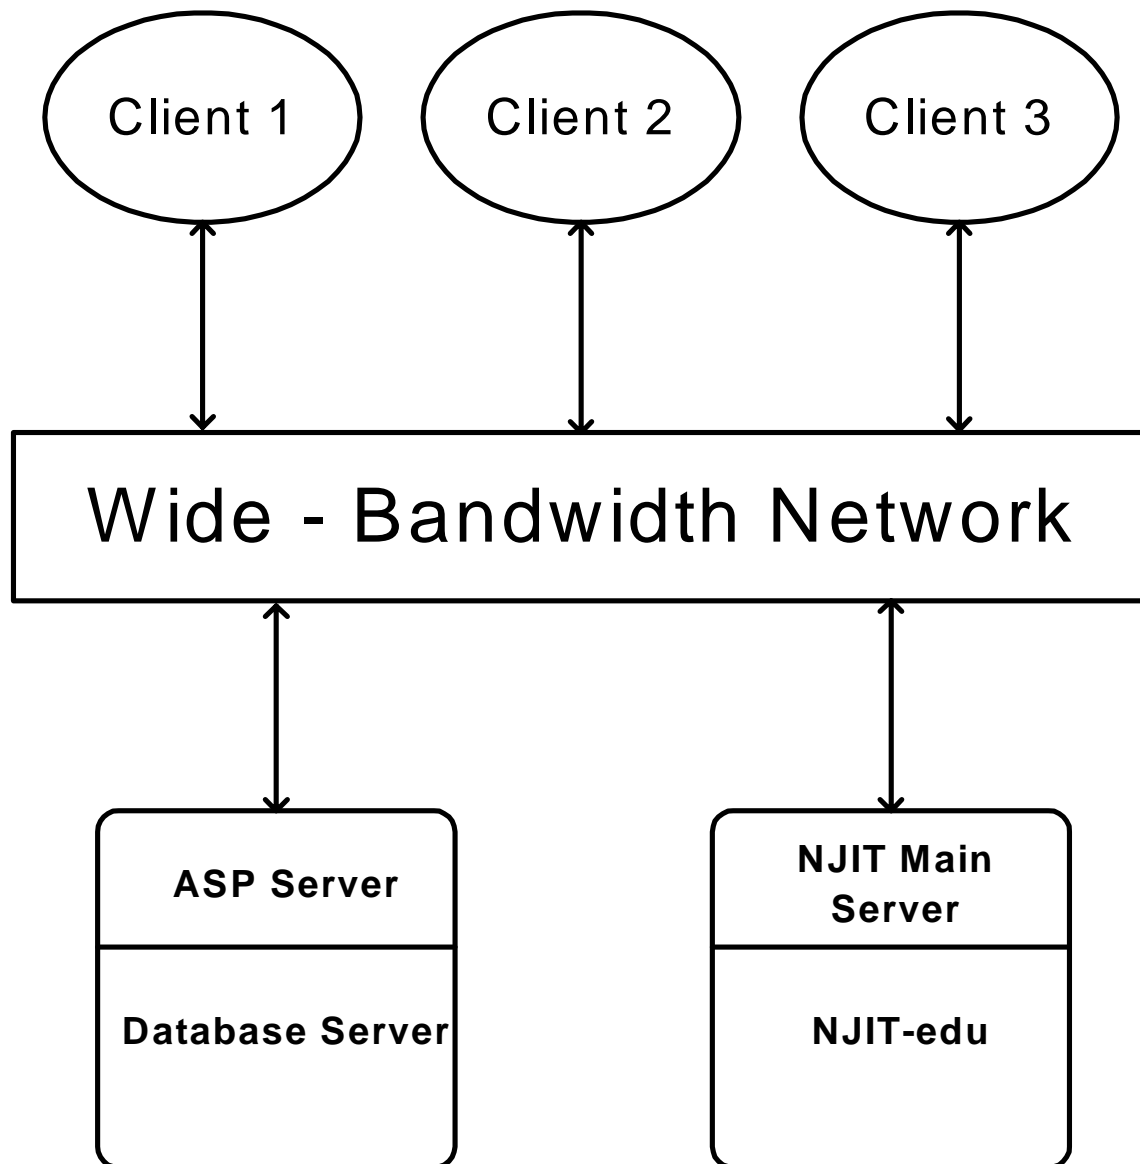 Client 1
Client 2
Client 3
Wide - Bandwidth Network
ASP Server
Database Server
NJIT Main
Server
NJIT-edu